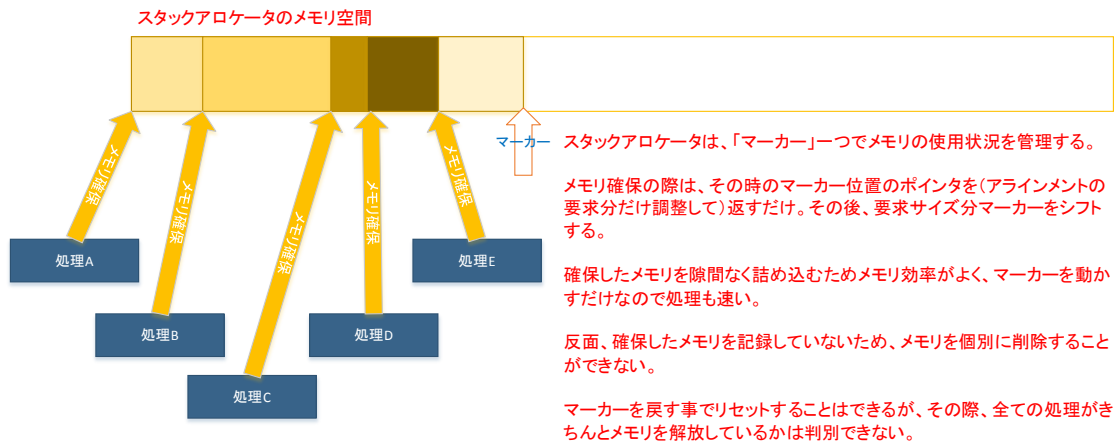 スタックアロケータのメモリ空間
メモリ確保
メモリ確保
メモリ確保
メモリ確保
メモリ確保
マーカー
処理A
処理B
処理C
処理D
処理E
スタックアロケータは、「マーカー」一つでメモリの使用状況を管理する。
メモリ確保の際は、その時のマーカー位置のポインタを（アラインメントの
要求分だけ調整して）返すだけ。その後、要求サイズ分マーカーをシフト
する。
確保したメモリを隙間なく詰め込むためメモリ効率がよく、マーカーを動か
すだけなので処理も速い。
反面、確保したメモリを記録していないため、メモリを個別に削除すること
ができない。
マーカーを戻す事でリセットすることはできるが、その際、全ての処理がき
ちんとメモリを解放しているかは判別できない。